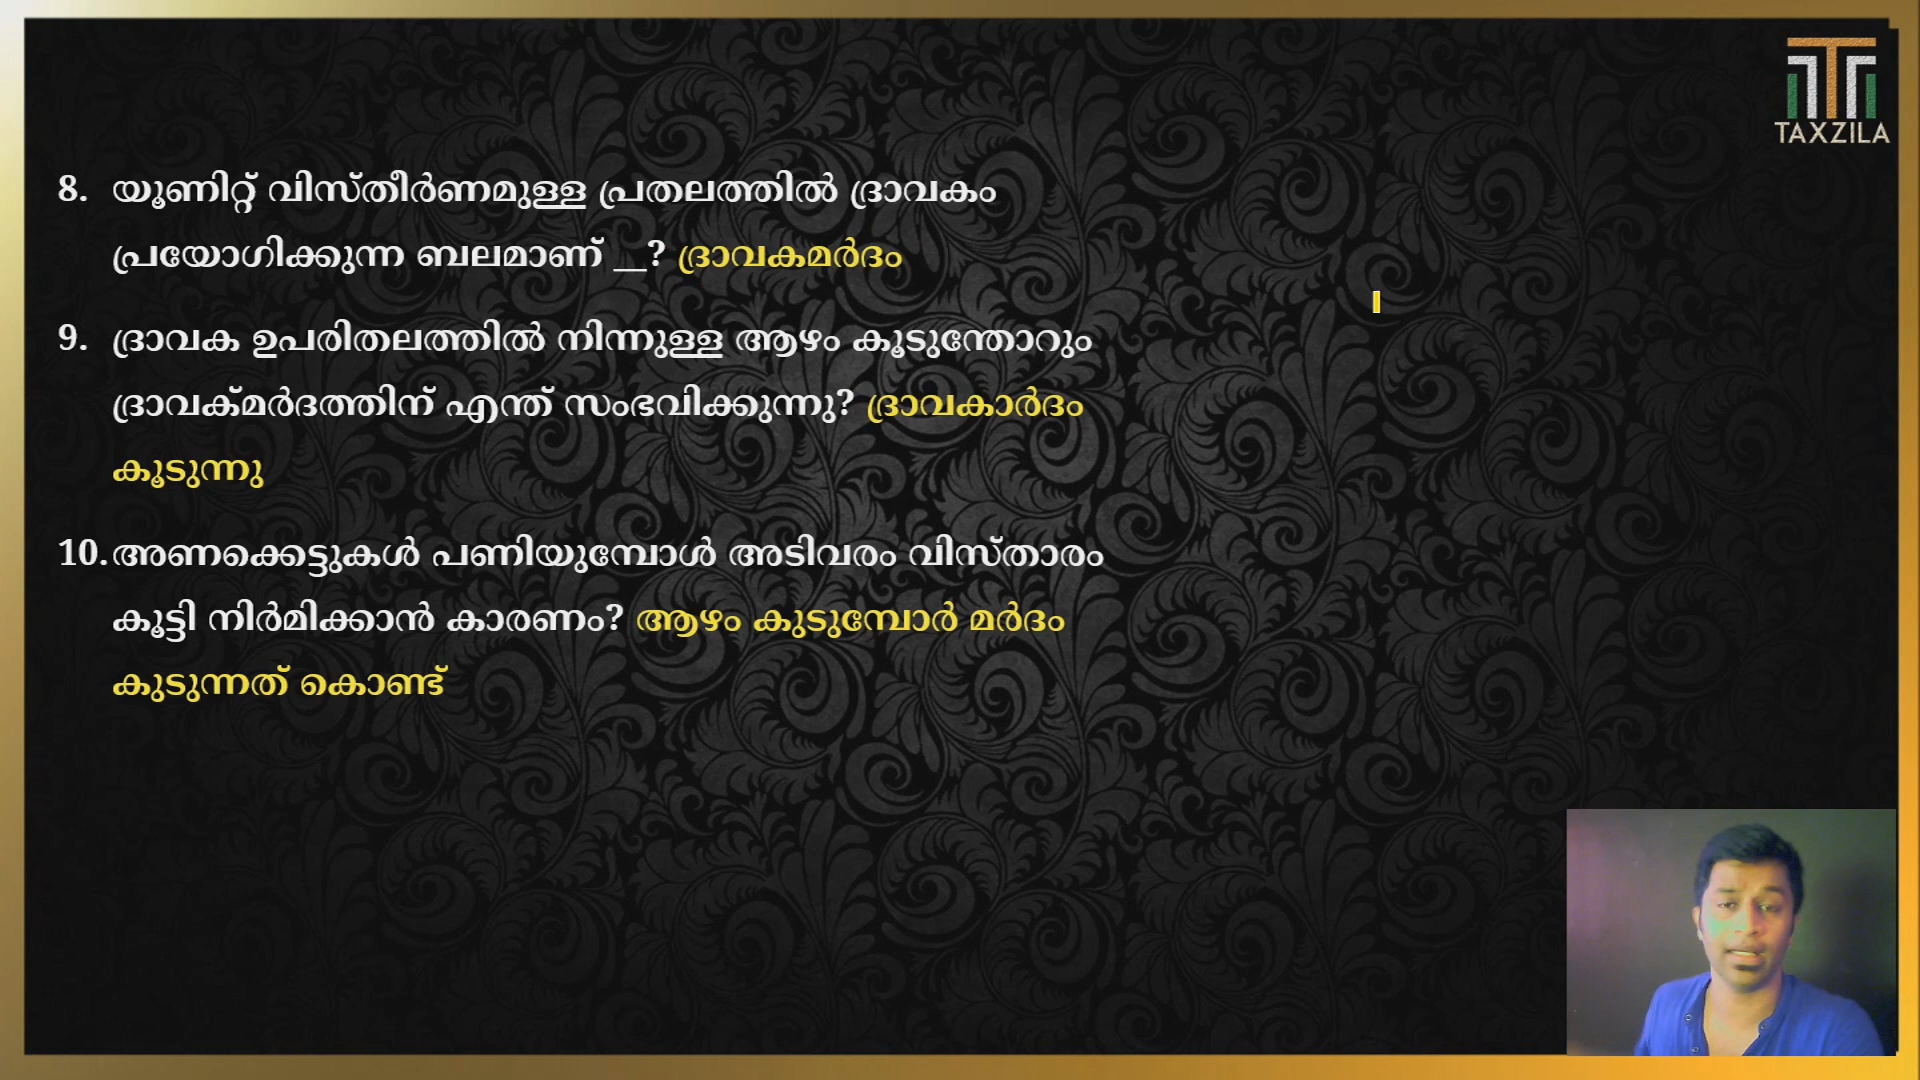 TAXZILA
8. യൂണിറ്റ് വിസ്തീർണമുള്ള പ്രതലത്തിൽ ദ്രാവകം
പ്രയോഗിക്കുന്ന ബലമാണ് __? ദ്രാവകമർദം
9. ദ്രാവക ഉപരിതലത്തിൽ നിന്നുള്ള ആഴം കൂടുന്തോറും
ദ്രാവക്മർദത്തിന് എന്ത് സംഭവിക്കുന്നു? ദ്രാവകാർദം
കൂടുന്നു
10. അണക്കെട്ടുകൾ പണിയുമ്പോൾ അടിവരം വിസ്താരം
കൂട്ടി നിർമിക്കാൻ കാരണം? ആഴം കുടുമ്പോർ മർദം
കുടുന്നത് കൊണ്ട്